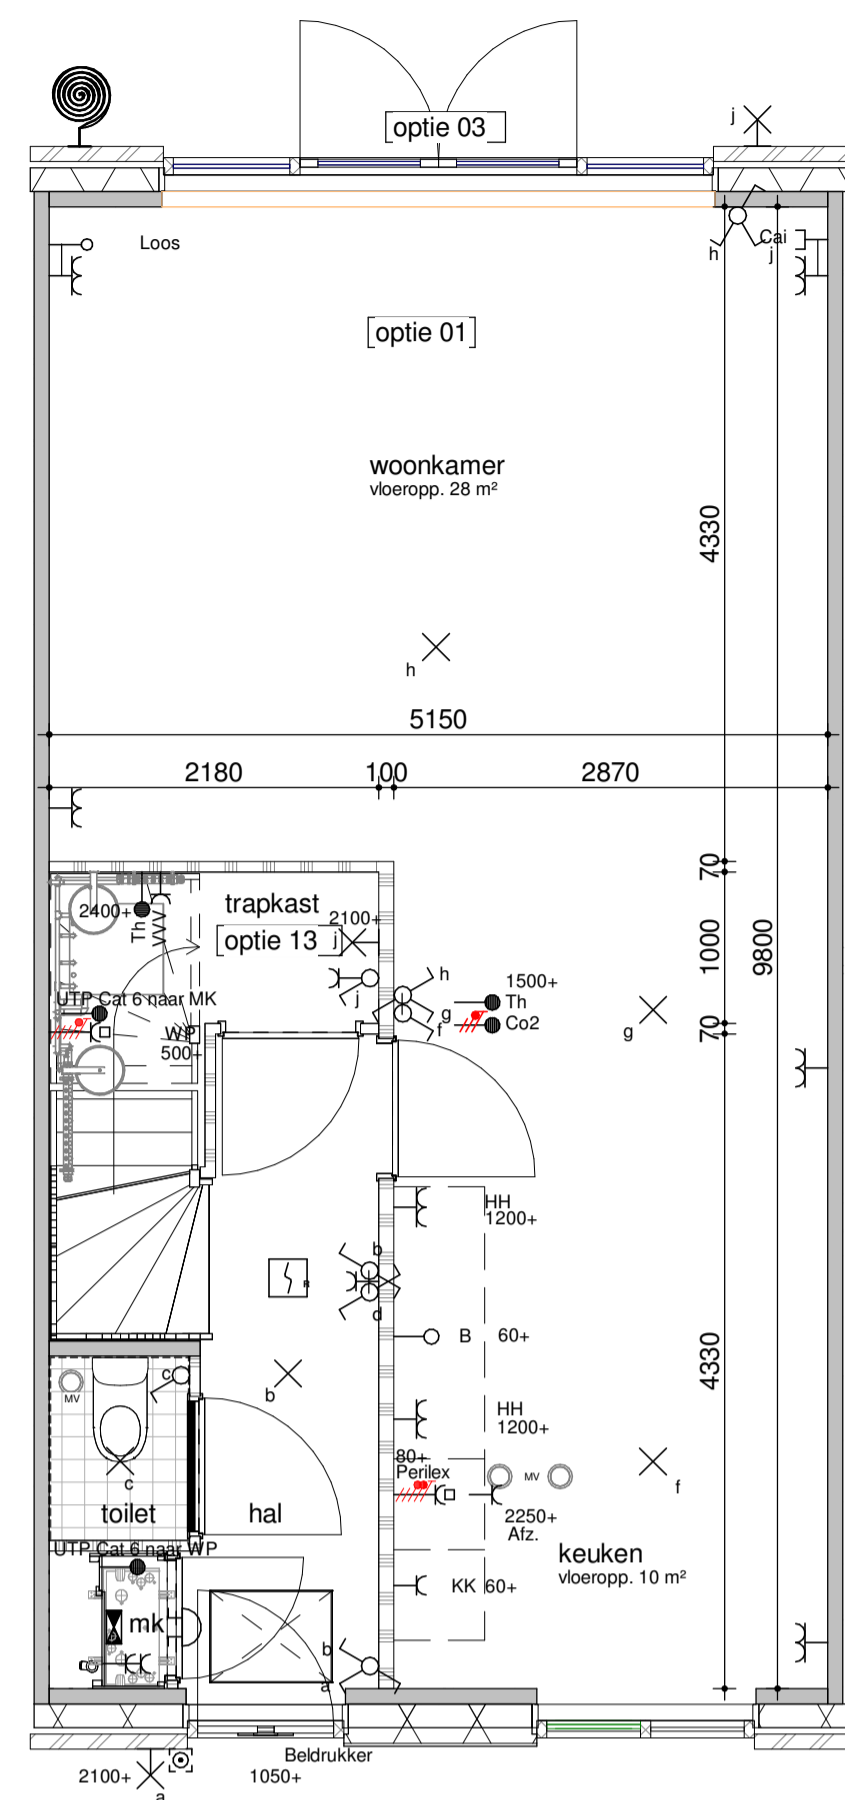 optie 03
j
Loos
h
Cai
j
optie 01
woonkamer
vloeropp. 28 m²
4330
h
5150
2180
100
2870
70
trapkast
2400+
2100+
Th
optie 13
j
1000
9800
j
h
1500+
UTP Cat 6 naar MK
g
Th
f
Co2
g
WP
500+
70
HH
1200+
b
R
d
B
60+
c
4330
MV
b
HH
1200+
80+
Perilex
MV
c
f
toilet
hal
2250+
Afz.
UTP Cat 6 naar WP
keuken
vloeropp. 10 m²
KK
60+
mk
b
a
Beldrukker
2100+
1050+
a